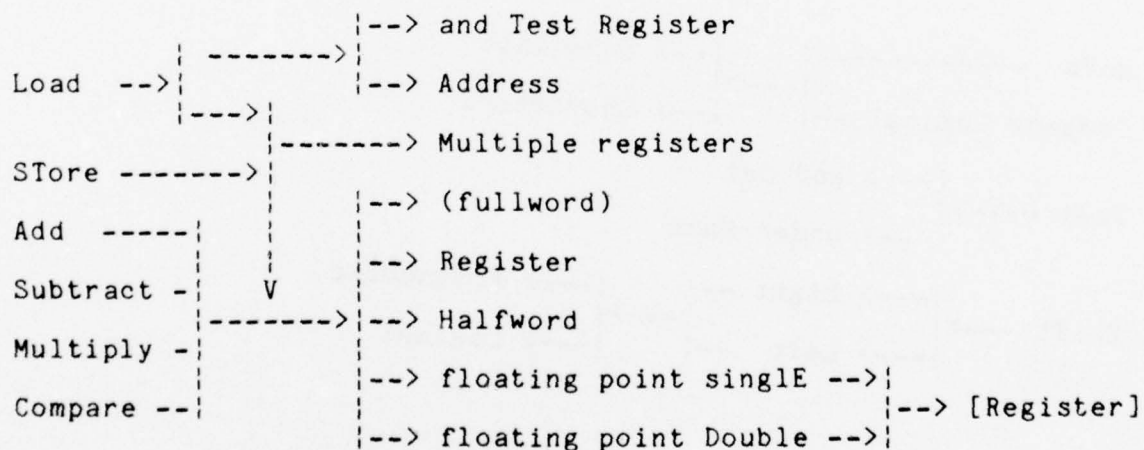 --> and Test Register
Load --> ------->
--> Address
--->
------> Multiple registers
STore ------->
--> (fullword)
Add -----
--> Register
Subtract - V
-------> --> Halfword
Multiply -
--> floating point singlE -->
Compare -- --> [Register]
--> floating point Double -->